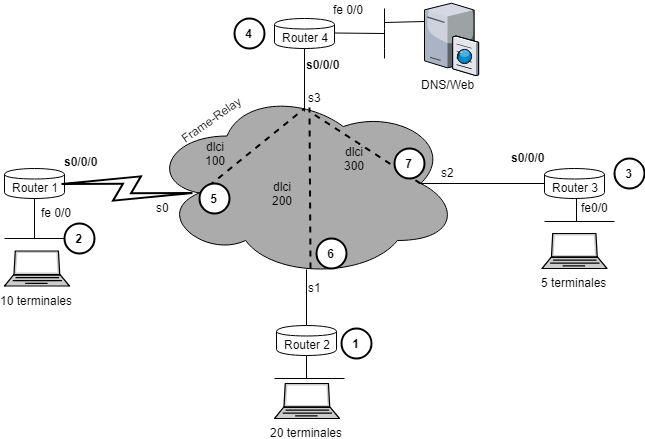 fe 0/0
4
Router 4
s0/0/0
DNS/Web
s3
Frame-Relay
dlci
100
dlci
300
7
s0/0/0
s0/0/0
s2
3
Router 1
Router 3
dlci
200
5
s0
fe 0/0
fe0/0
2
6
10 terminales
5 terminales
s1
Router 2
1
20 terminales